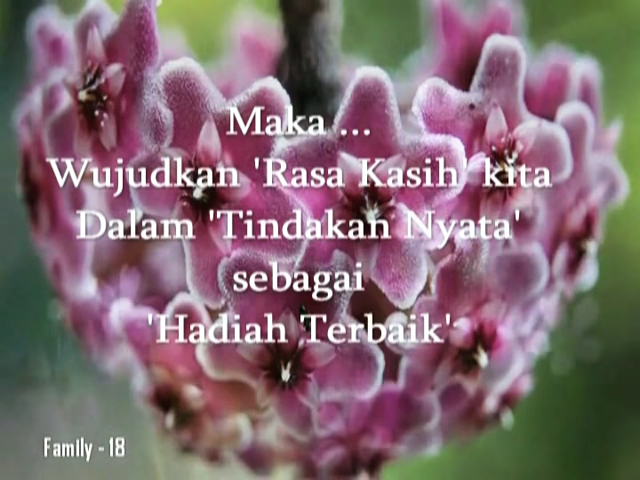 Maka ...
Wujudkan 'Rasa Kasih' kita
Dalam 'Tindakan Nyata'
sebagai
'Hadiah Terbaik'
Family - 18